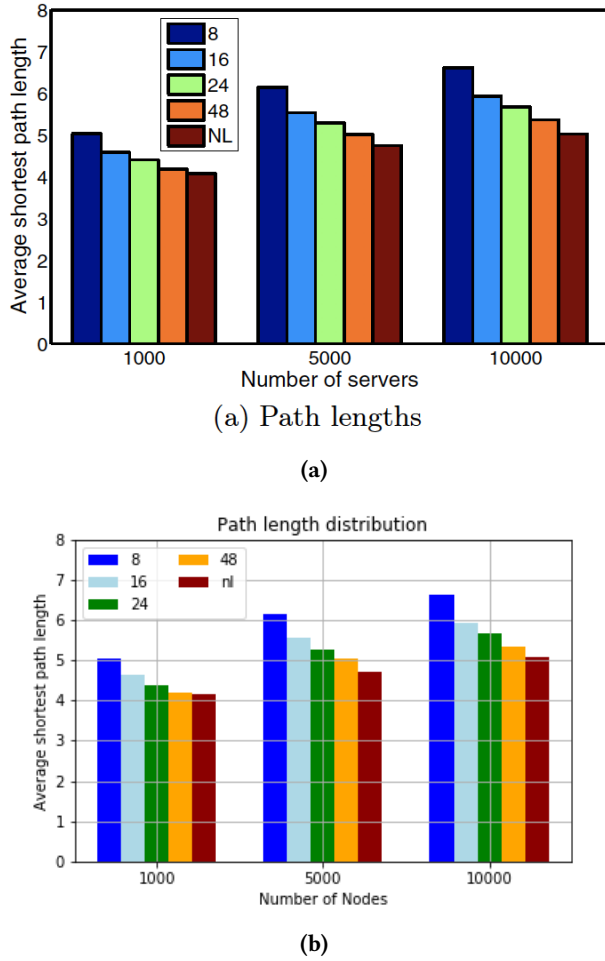 8
7
6
5
4
3
2
1
0
Average shortest path length
8
16
24
48
NL
1000 5000 10000
Number of servers
(a) Path lengths
(a)
Path length distribution
8
7
6
5
4
3
2
1
0
Average shortest path length
8 48
16 nl
24
1000 5000 10000
Number of Nodes
(b)